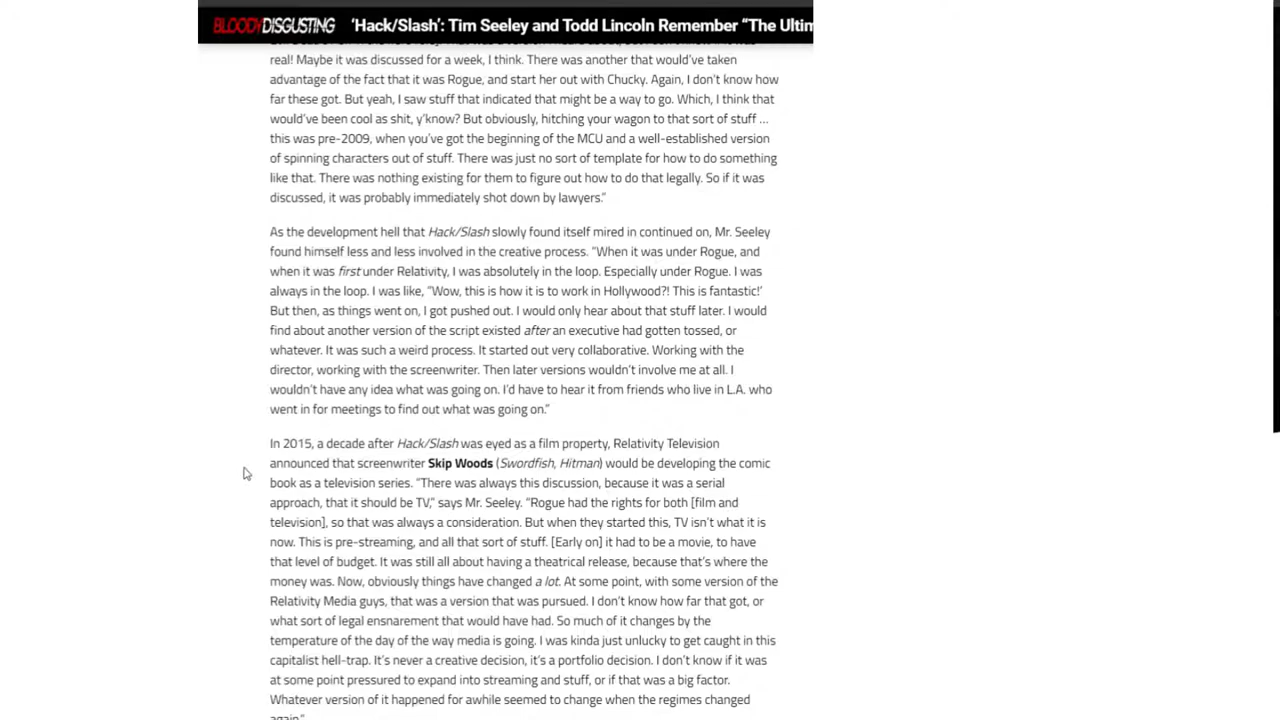 BLOODYDISGUSTING 'Hack/Slash': Tim Seeley and Todd Lincoln Remember "The Ultim
real! Maybe it was discussed for a week, I think. There was another that would've taken
advantage of the fact that it was Rogue, and start her out with Chucky. Again, I don't know how
far these got. But yeah, I saw stuff that indicated that might be a way to go. Which, I think that
would've been cool as shit, y'know? But obviously, hitching your wagon to that sort of stuff …
this was pre-2009, when you've got the beginning of the MCU and a well-established version
of spinning characters out of stuff. There was just no sort of template for how to do something
like that. There was nothing existing for them to figure out how to do that legally. So if it was
discussed, it was probably immediately shot down by lawyers."
As the development hell that Hack/Slash slowly found itself mired in continued on, Mr. Seeley
found himself less and less involved in the creative process. "When it was under Rogue, and
when it was first under Relativity, I was absolutely in the loop. Especially under Rogue. I was
always in the loop. I was like, "Wow, this is how it is to work in Hollywood?! This is fantastic!'
But then, as things went on, I got pushed out. I would only hear about that stuff later. I would
find about another version of the script existed after an executive had gotten tossed, or
whatever. It was such a weird process. It started out very collaborative. Working with the
director, working with the screenwriter. Then later versions wouldn't involve me at all. I
wouldn't have any idea what was going on. I'd have to hear it from friends who live in L.A. who
went in for meetings to find out what was going on."
In 2015, a decade after Hack/Slash was eyed as a film property, Relativity Television
announced that screenwriter Skip Woods (Swordfish, Hitman) would be developing the comic
book as a television series. "There was always this discussion, because it was a serial
approach, that it should be TV," says Mr. Seeley. "Rogue had the rights for both [film and
television], so that was always a consideration. But when they started this, TV isn't what it is
now. This is pre-streaming, and all that sort of stuff. [Early on] it had to be a movie, to have
that level of budget. It was still all about having a theatrical release, because that's where the
money was. Now, obviously things have changed a lot. At some point, with some version of the
Relativity Media guys, that was a version that was pursued. I don't know how far that got, or
what sort of legal ensnarement that would have had. So much of it changes by the
temperature of the day of the way media is going. I was kinda just unlucky to get caught in this
capitalist hell-trap. It's never a creative decision, it's a portfolio decision. I don't know if it was
at some point pressured to expand into streaming and stuff, or if that was a big factor.
Whatever version of it happened for awhile seemed to change when the regimes changed
again."